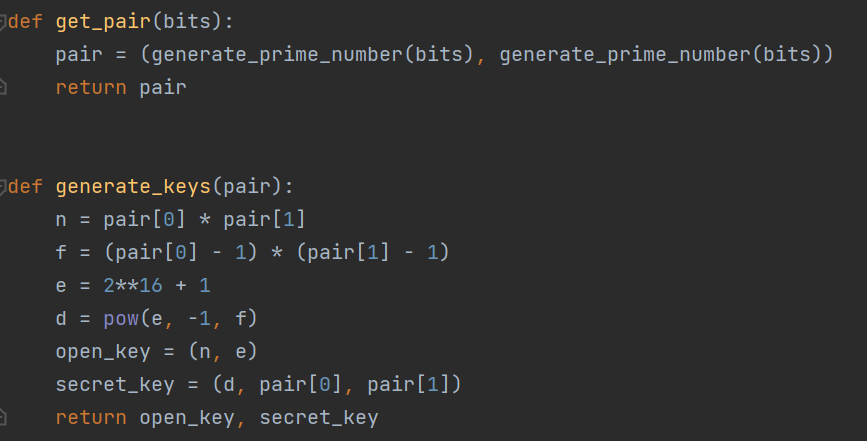 def get_pair(bits):
    pair = (generate_prime_number(bits), generate_prime_number(bits))
    return pair
def generate_keys(pair):
    n = pair[0] * pair[1]
    f = (pair[0] - 1) * (pair[1] - 1)
    e = 2**16 + 1
    d = pow(e, -1, f)
    open_key = (n, e)
    secret_key = (d, pair[0], pair[1])
    return open_key, secret_key